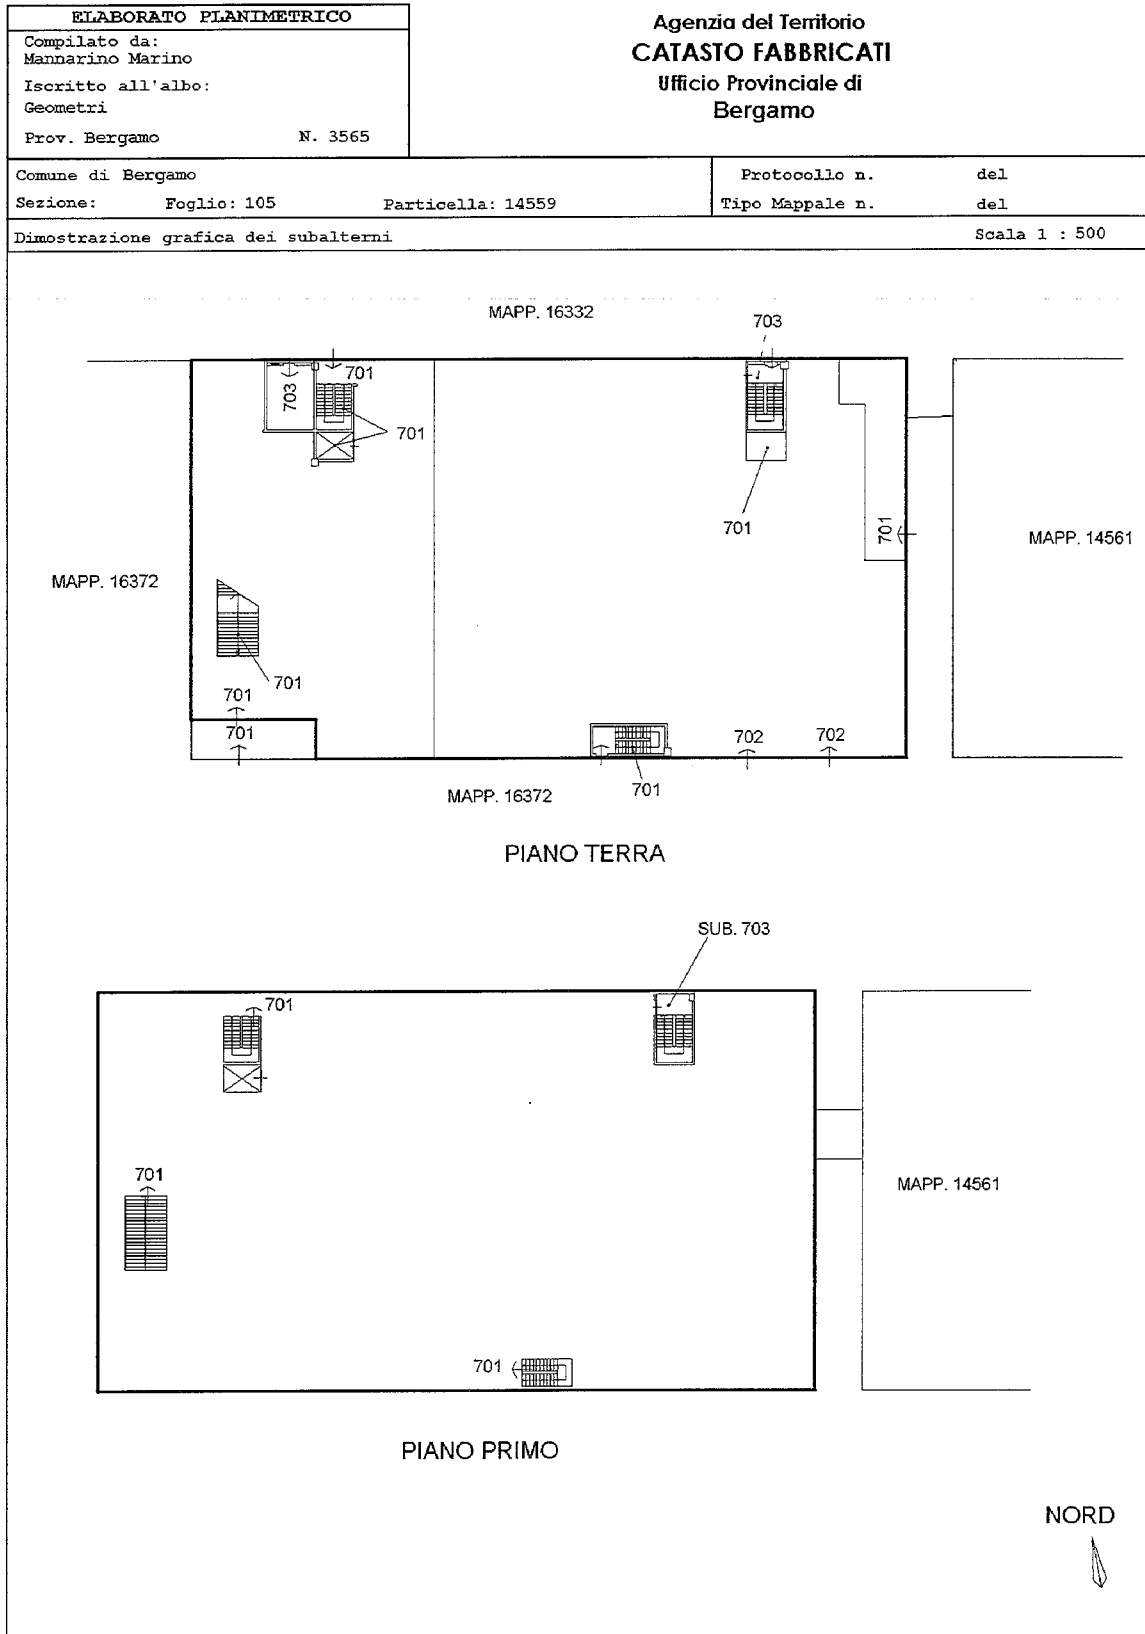 ELABORATO PLANIMETRICO
Compilato da:
Mannarino Marino
Iscritto all'albo:
Geometri
Prov. Bergamo N. 3565
Agenzia del Territorio
CATASTO FABBRICATI
Ufficio Provinciale di
Bergamo
Comune di Bergamo
Sezione: Foglio: 105 Particella: 14559
Protocollo n. del
Tipo Mappale n. del
Dimostrazione grafica dei subalterni Scala 1 : 500
MAPP. 16332
703
701
703
701
701
701
MAPP. 14561
MAPP. 16372
701
701
701
702 702
701
MAPP. 16372
PIANO TERRA
SUB. 703
701
701
MAPP. 14561
701
PIANO PRIMO
NORD